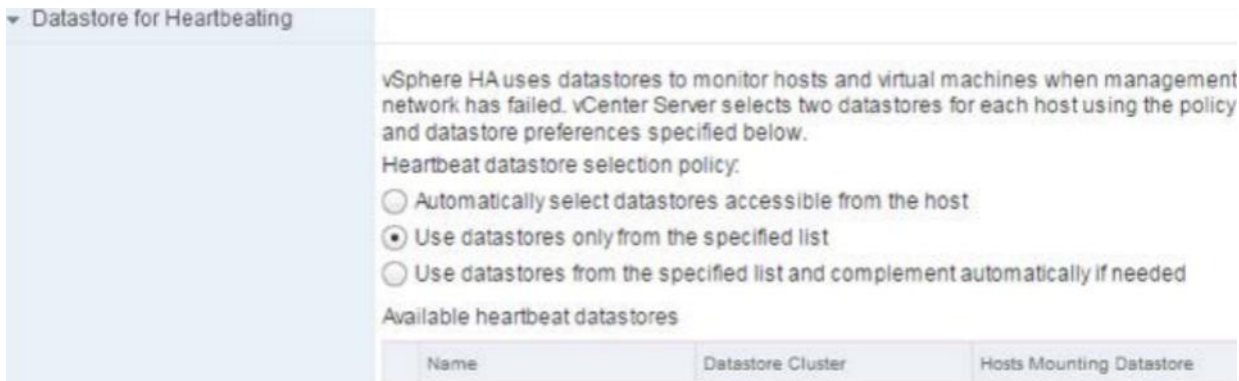 Datastore for Heartbeating
vSphere HA uses datastores to monitor hosts and virtual machines when management
network has failed. vCenter Server selects two datastores for each host using the policy
and datastore preferences specified below.
Heartbeat datastore selection policy:
Automatically select datastores accessible from the host
Use datastores only from the specified list
Use datastores from the specified list and complement automatically if needed
Available heartbeat datastores
Name Datastore Cluster Hosts Mounting Datastore